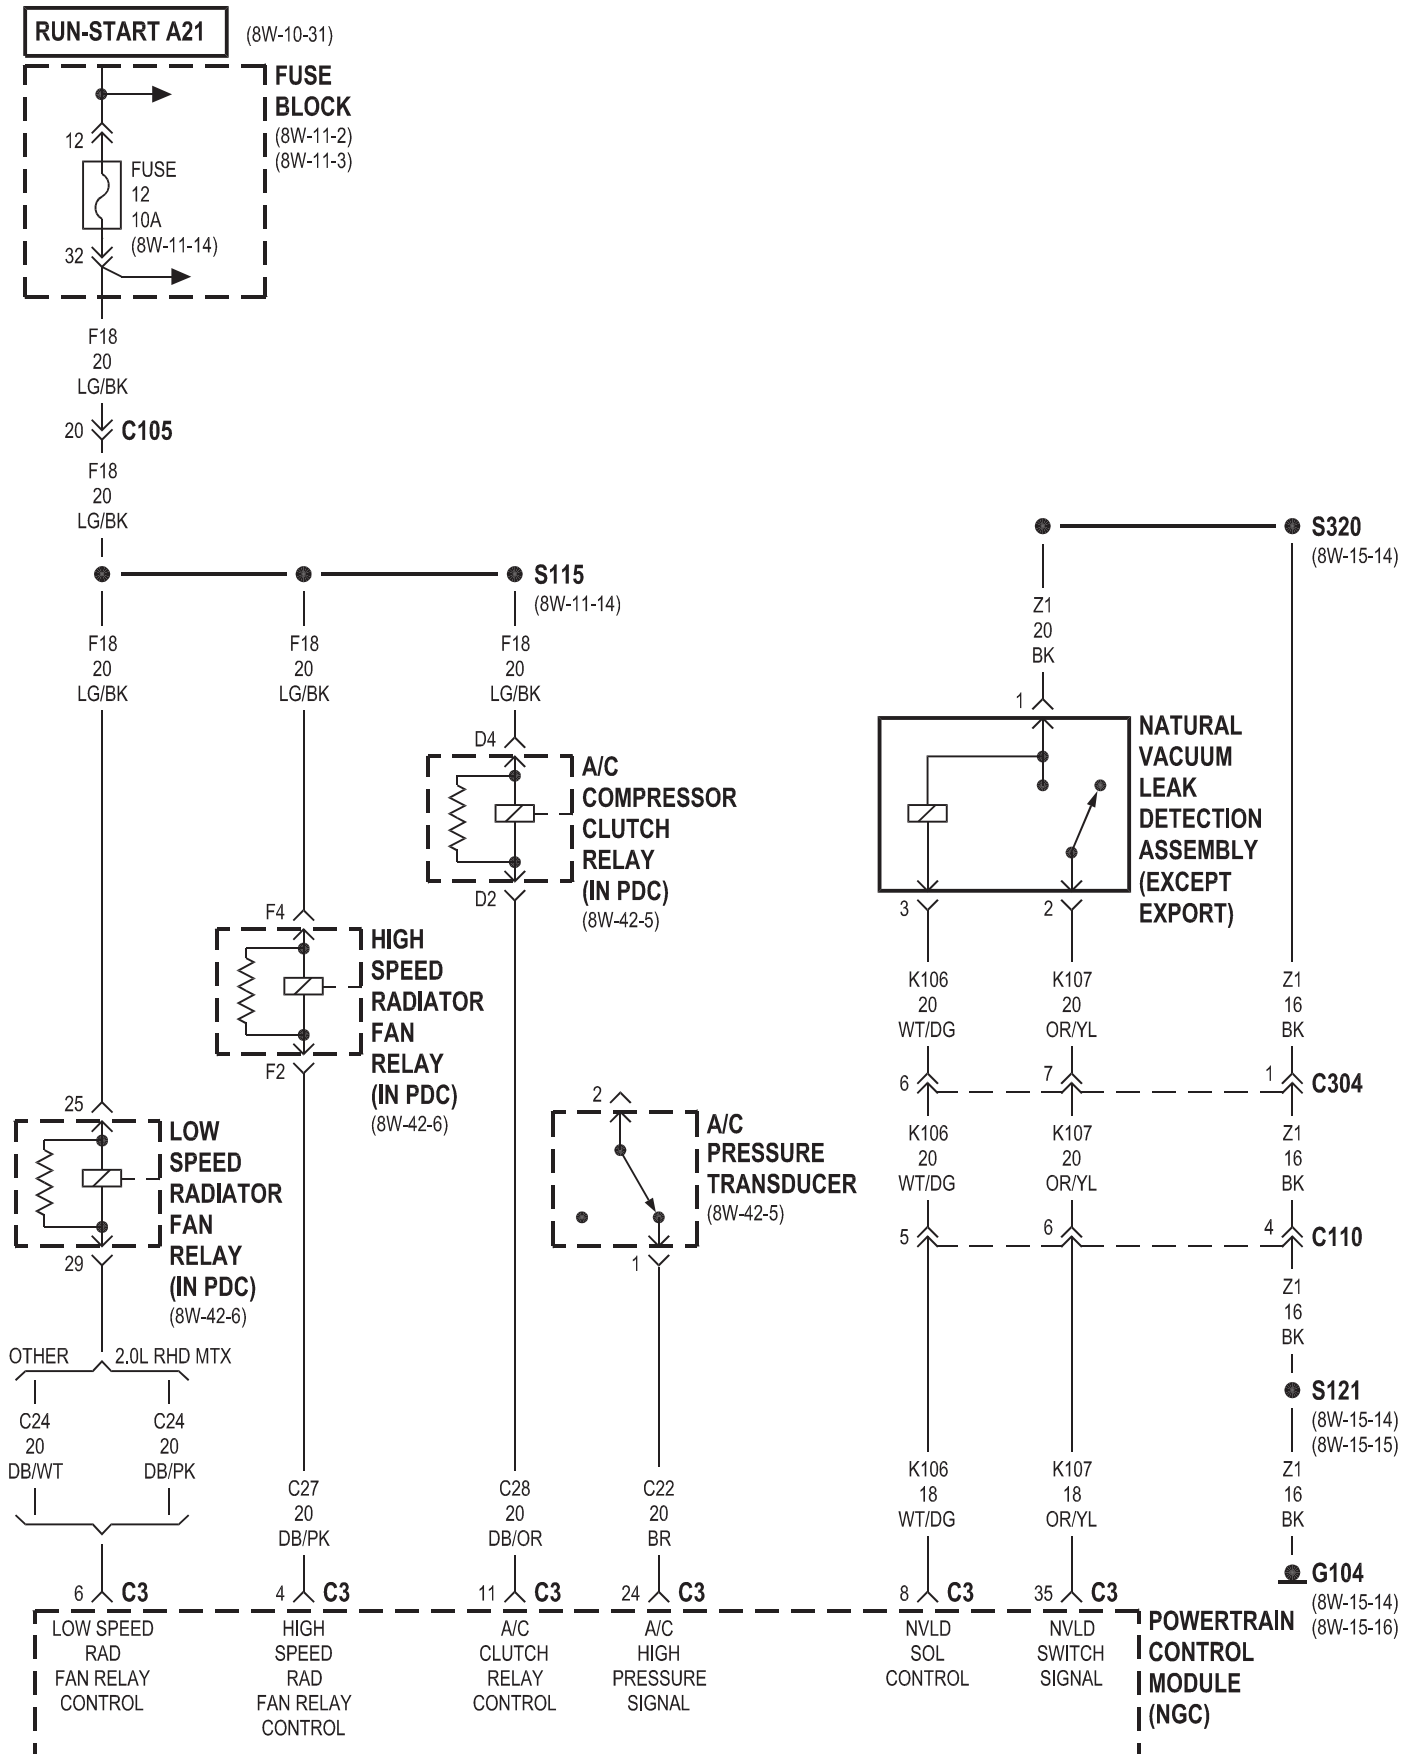 RUN-START A21
(8W-10-31)
FUSE
BLOCK
(8W-11-2)
(8W-11-3)
12
FUSE
12
10A
(8W-11-14)
32
F18
20
LG/BK
20
C105
F18
20
LG/BK
S115
(8W-11-14)
F18
20
LG/BK
F18
20
LG/BK
F18
20
LG/BK
D4
A/C
COMPRESSOR
CLUTCH
RELAY
(IN PDC)
(8W-42-5)
D2
F4
HIGH
SPEED
RADIATOR
FAN
RELAY
(IN PDC)
(8W-42-6)
F2
25
LOW
SPEED
RADIATOR
FAN
RELAY
(IN PDC)
(8W-42-6)
29
2
A/C
PRESSURE
TRANSDUCER
(8W-42-5)
1
S320
(8W-15-14)
Z1
20
BK
1
NATURAL
VACUUM
LEAK
DETECTION
ASSEMBLY
(EXCEPT
EXPORT)
3
2
K106
20
WT/DG
K107
20
OR/YL
Z1
16
BK
6
7
1
C304
K106
20
WT/DG
K107
20
OR/YL
Z1
16
BK
5
6
4
C110
Z1
16
BK
S121
(8W-15-14)
(8W-15-15)
Z1
16
BK
G104
(8W-15-14)
(8W-15-16)
OTHER
2.0L RHD MTX
C24
20
DB/WT
C24
20
DB/PK
C27
20
DB/PK
C28
20
DB/OR
C22
20
BR
K106
18
WT/DG
K107
18
OR/YL
6
C3
4
C3
11
C3
24
C3
8
C3
35
C3
LOW SPEED
RAD
FAN RELAY
CONTROL
HIGH
SPEED
RAD
FAN RELAY
CONTROL
A/C
CLUTCH
RELAY
CONTROL
A/C
HIGH
PRESSURE
SIGNAL
NVLD
SOL
CONTROL
NVLD
SWITCH
SIGNAL
POWERTRAIN
CONTROL
MODULE
(NGC)